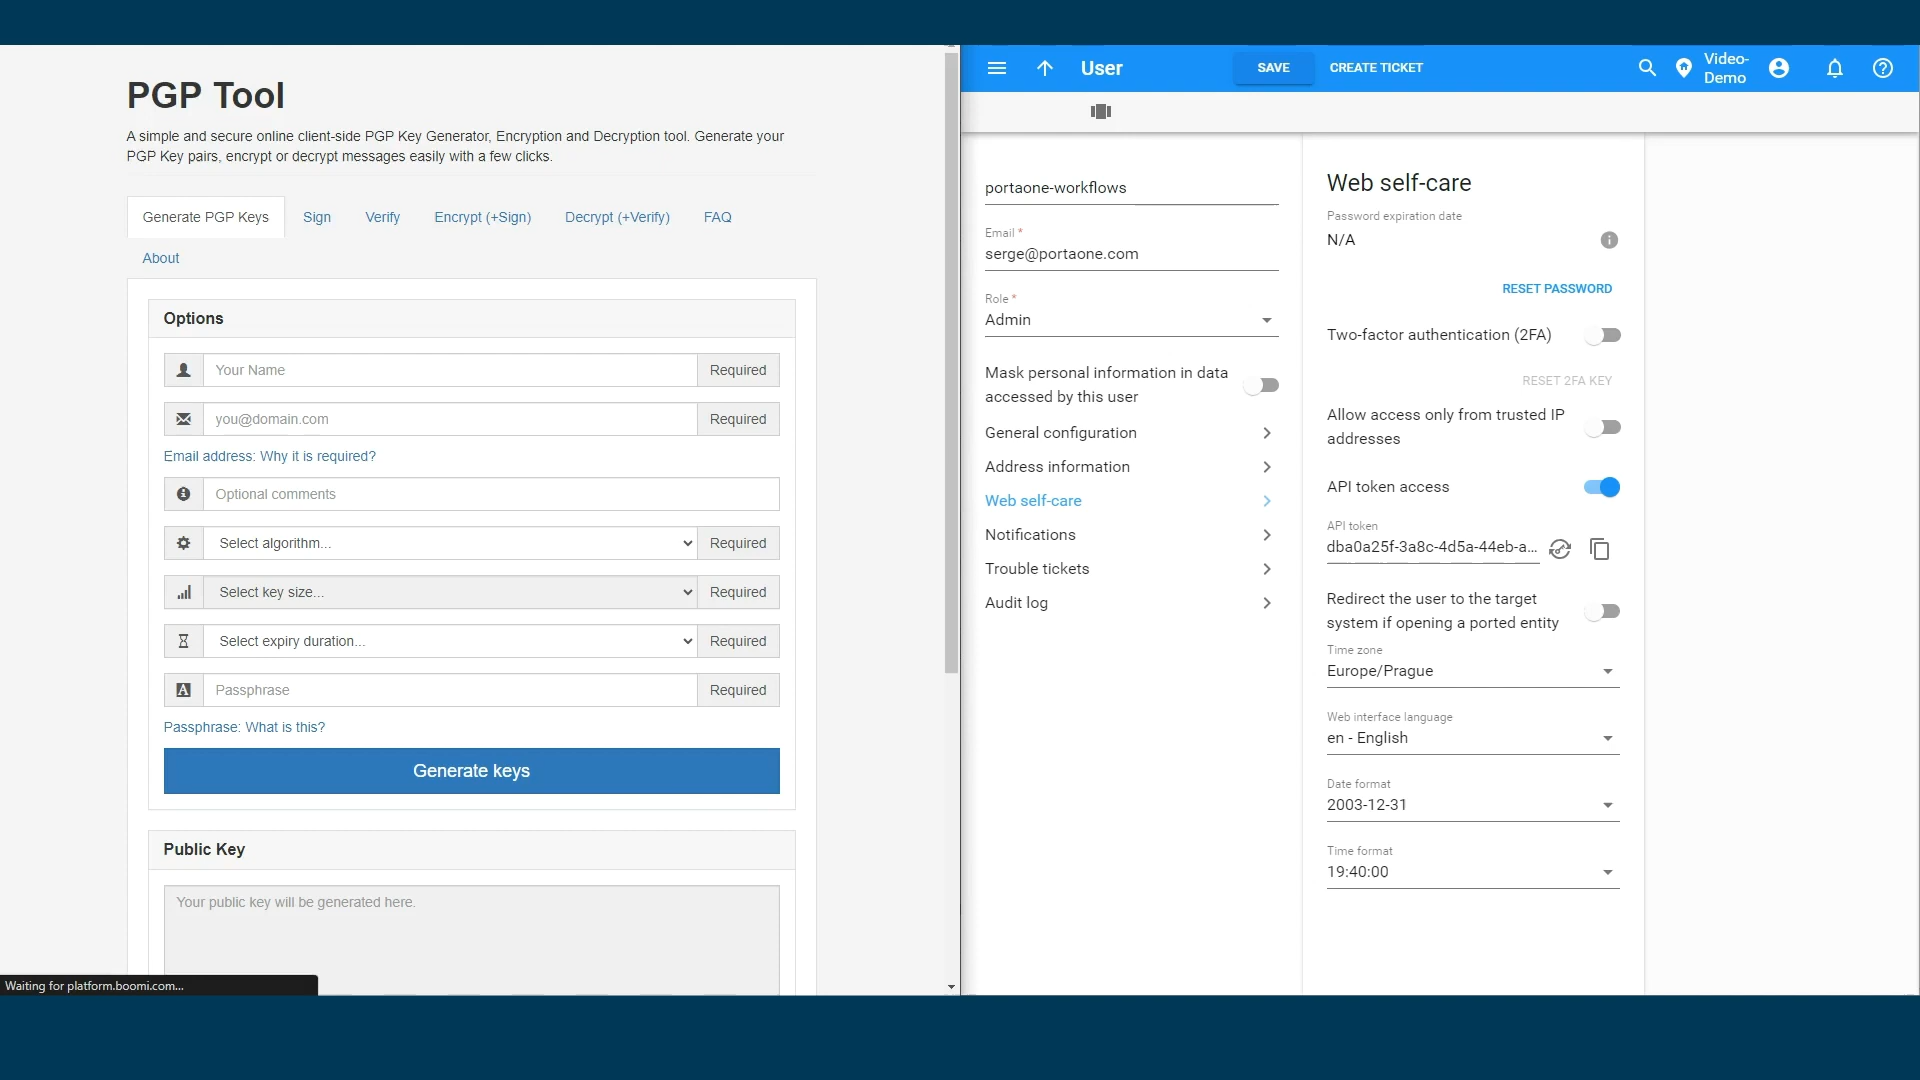 PGP Tool
A simple and secure online client-side PGP Key Generator, Encryption and Decryption tool. Generate your
PGP Key pairs, encrypt or decrypt messages easily with a few clicks.
Generate PGP Keys
Sign
Verify
Encrypt (+Sign)
Decrypt (+Verify)
FAQ
About
Options
Your Name
Required
you@domain.com
Required
Email address: Why it is required?
Optional comments
Select algorithm...
Required
Select key size...
Required
Select expiry duration...
Required
A
Passphrase
Required
Passphrase: What is this?
Generate keys
Public Key
Your public key will be generated here.
Waiting for platform.boomi.com...
User
SAVE
CREATE TICKET
Video-
Demo
portaone-workflows
Email *
serge@portaone.com
Role *
Admin
Mask personal information in data
accessed by this user
General configuration
Address information
Web self-care
Notifications
Trouble tickets
Audit log
Web self-care
Password expiration date
N/A
RESET PASSWORD
Two-factor authentication (2FA)
RESET 2FA KEY
Allow access only from trusted IP
addresses
API token access
API token
dba0a25f-3a8c-4d5a-44eb-a...
Redirect the user to the target
system if opening a ported entity
Time zone
Europe/Prague
Web interface language
en - English
Date format
2003-12-31
Time format
19:40:00